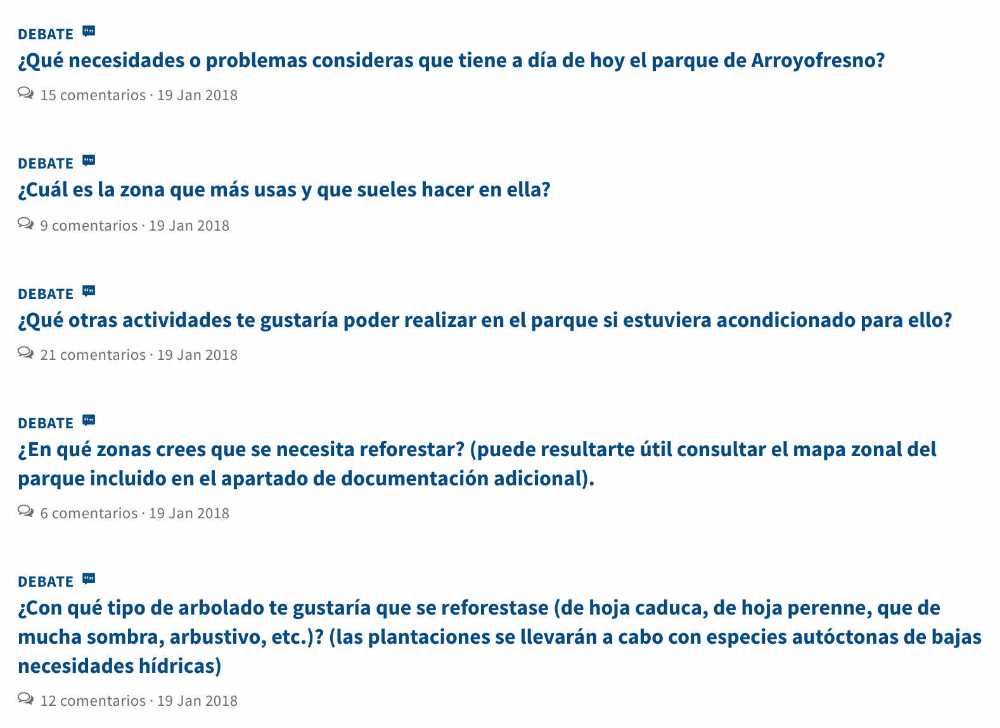 DEBATE
¿Qué necesidades o problemas consideras que tiene a día de hoy el parque de Arroyofresno?
15 comentarios · 19 Jan 2018
DEBATE
¿Cuál es la zona que más usas y que sueles hacer en ella?
9 comentarios · 19 Jan 2018
DEBATE
¿Qué otras actividades te gustaría poder realizar en el parque si estuviera acondicionado para ello?
21 comentarios · 19 Jan 2018
DEBATE
¿En qué zonas crees que se necesita reforestar? (puede resultarte útil consultar el mapa zonal del
parque incluido en el apartado de documentación adicional).
6 comentarios · 19 Jan 2018
DEBATE
¿Con qué tipo de arbolado te gustaría que se reforestase (de hoja caduca, de hoja perenne, que de
mucha sombra, arbustivo, etc.)? (las plantaciones se llevarán a cabo con especies autóctonas de bajas
necesidades hídricas)
12 comentarios · 19 Jan 2018